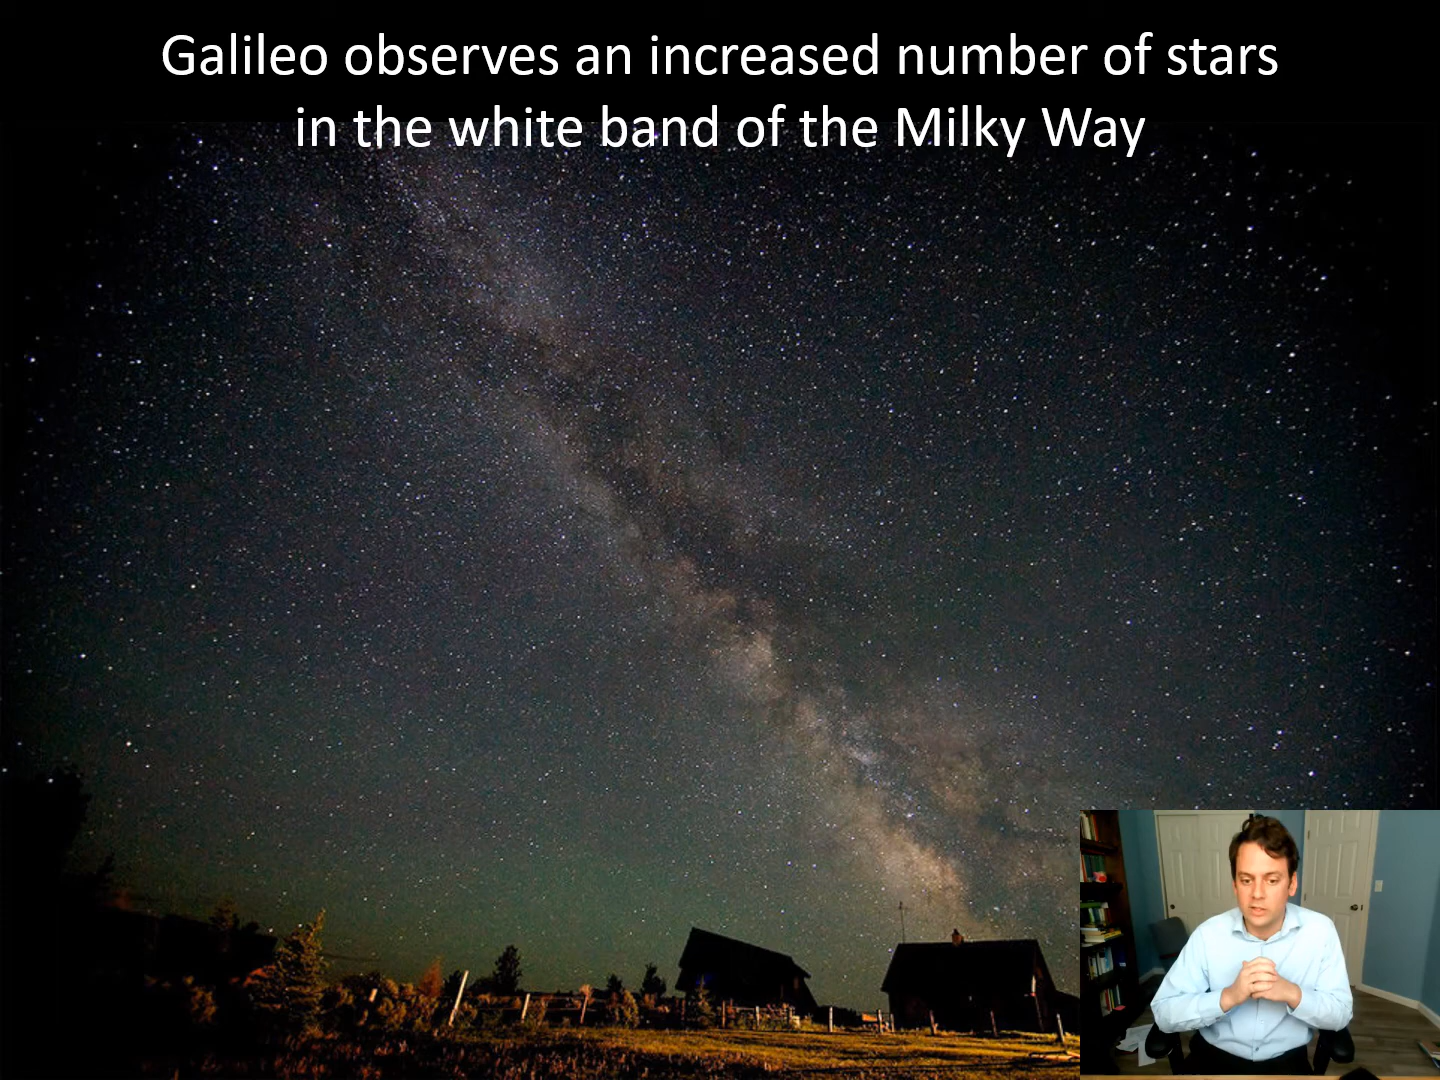 Galileo observes an increased number of stars
in the white band of the Milky Way